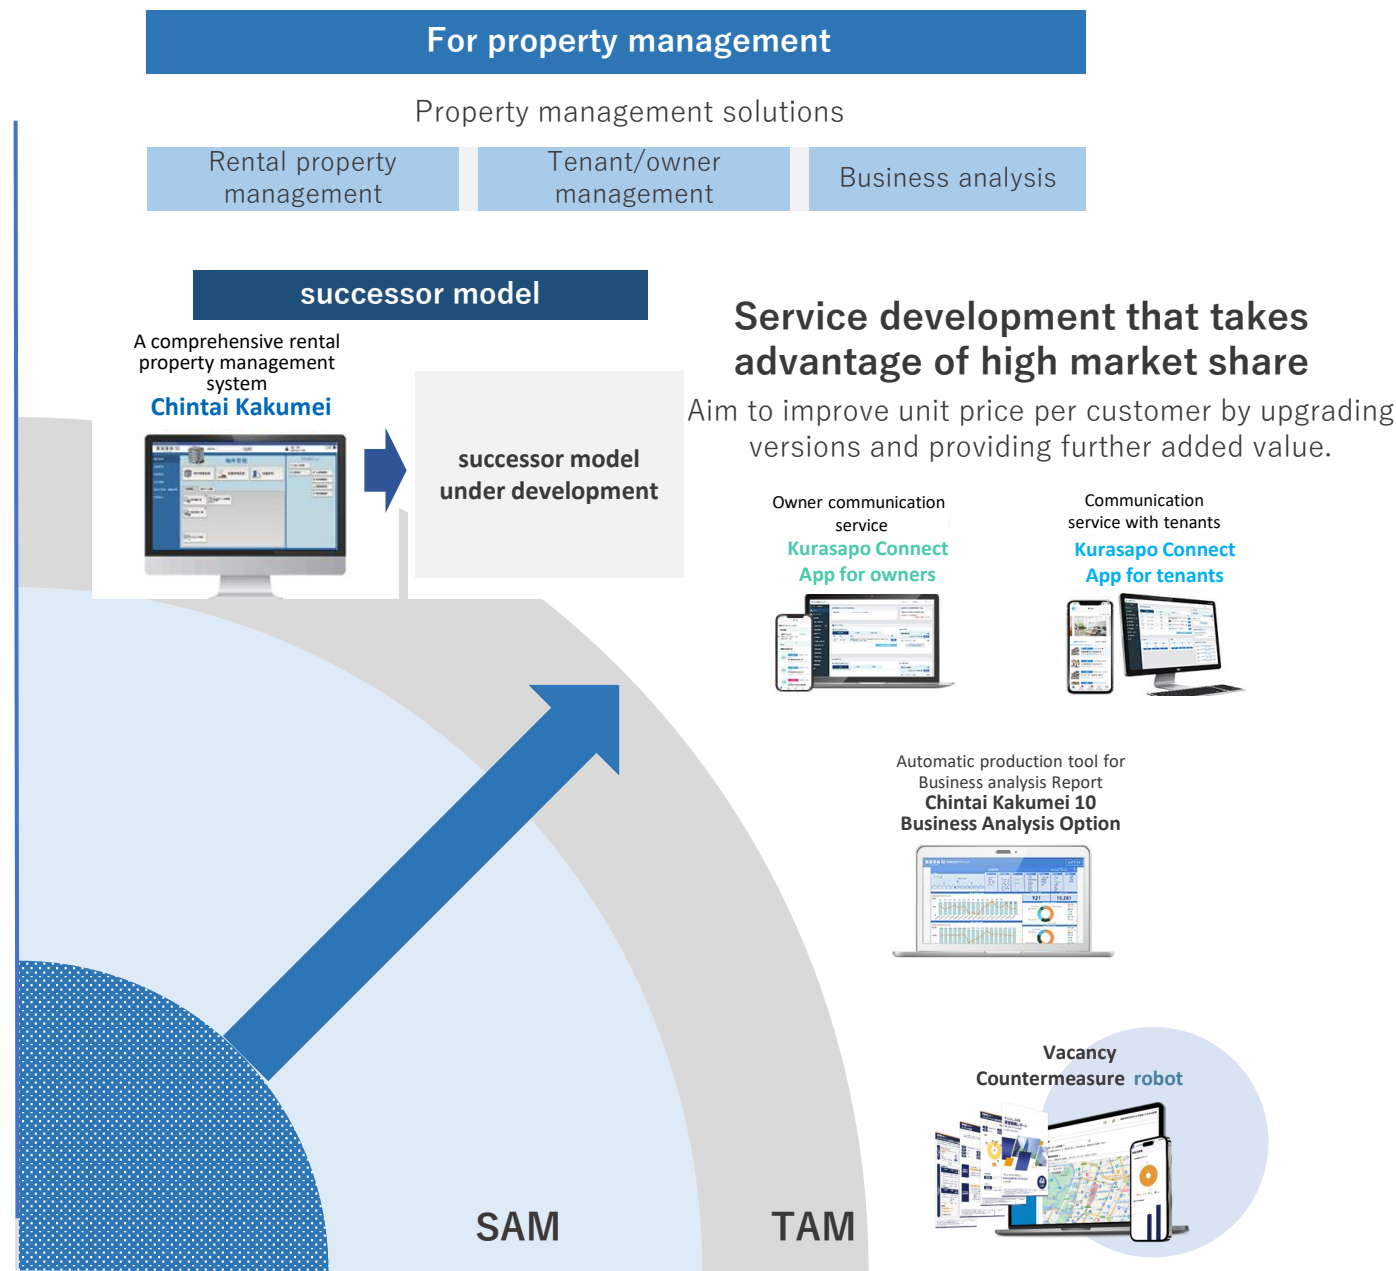 For property management
Property management solutions
Rental property
management
Tenant/owner
management
Business analysis
successor model
A comprehensive rental
property management
system
Chintai Kakumei
successor model
under development
Service development that takes
advantage of high market share
Aim to improve unit price per customer by upgrading
versions and providing further added value.
Owner communication
service
Kurasapo Connect
App for owners
Communication
service with tenants
Kurasapo Connect
App for tenants
Automatic production tool for
Business analysis Report
Chintai Kakumei 10
Business Analysis Option
921
10,261
Vacancy
Countermeasure robot
SAM
TAM